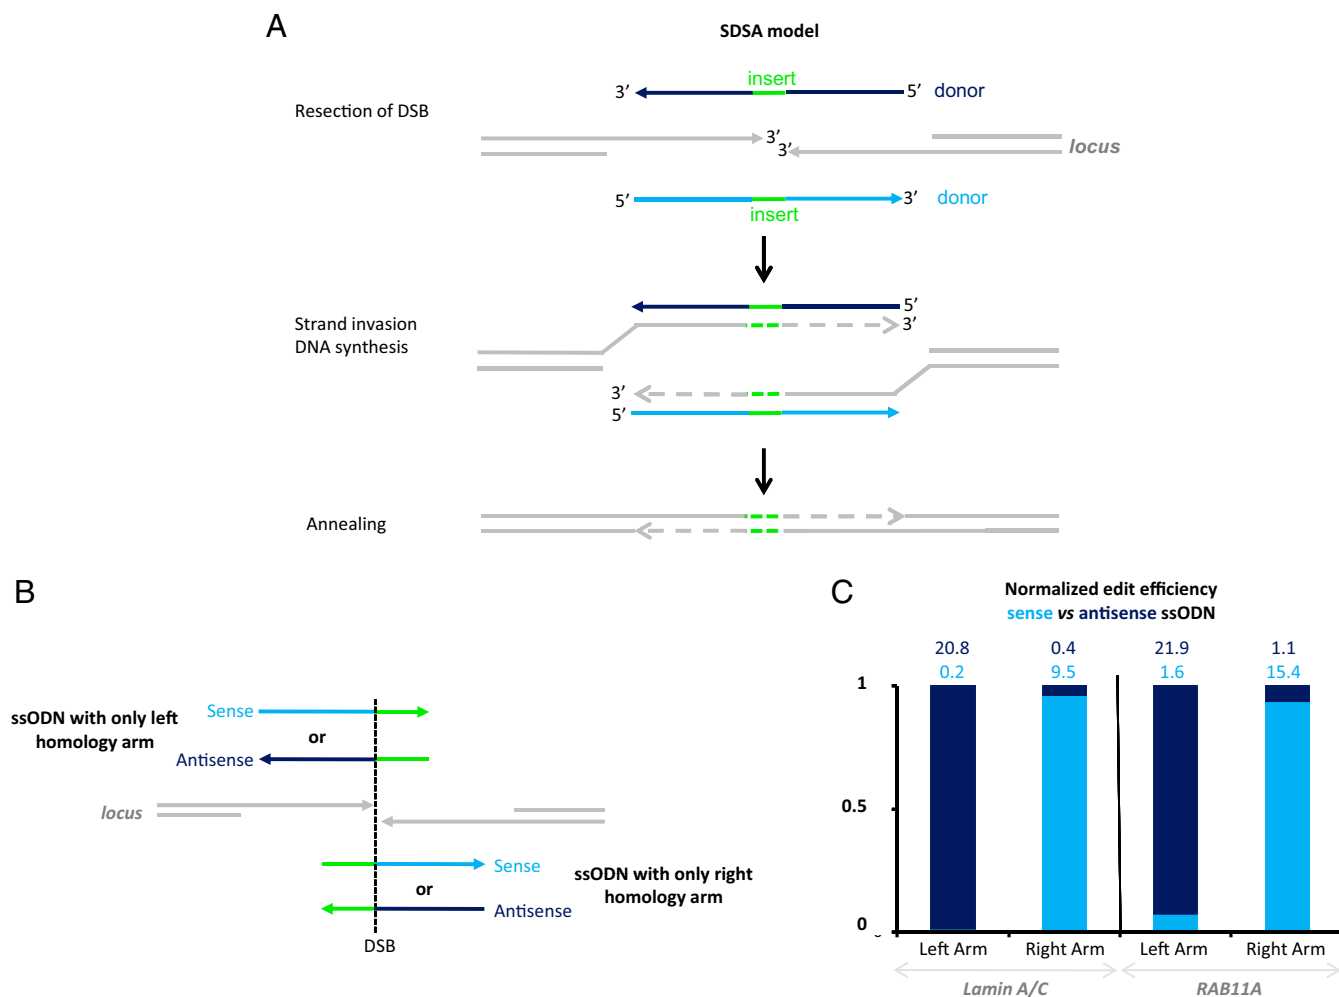 A
SDSA model
insert
3’ 5’ donor
Resection of DSB
3’
3’ locus
5’ 3’ donor
insert
5’
Strand invasion
DNA synthesis
3’
3’
5’
Annealing
B
ssODN with only left
homology arm
Sense
or
Antisense
locus
Sense
or
Antisense
ssODN with only right
homology arm
DSB
C
Normalized edit efficiency
sense vs antisense ssODN
20.8 0.4 21.9 1.1
0.2 9.5 1.6 15.4
1
0.5
0
Left Arm Right Arm Left Arm Right Arm
Lamin A/C RAB11A